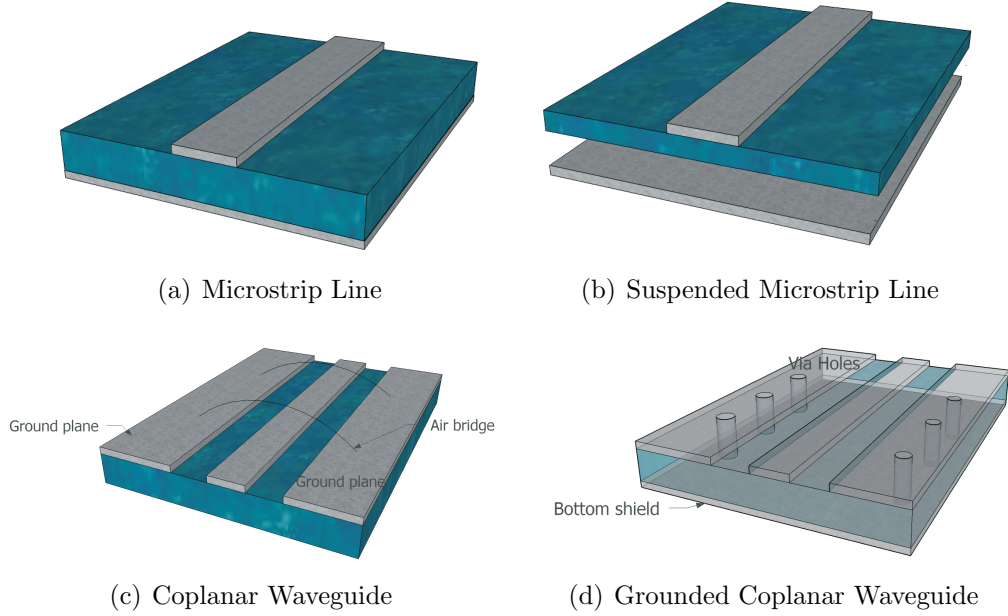 (a) Microstrip Line
(b) Suspended Microstrip Line
Ground plane
Air bridge
Ground plane
(c) Coplanar Waveguide
Via Holes
Bottom shield
(d) Grounded Coplanar Waveguide